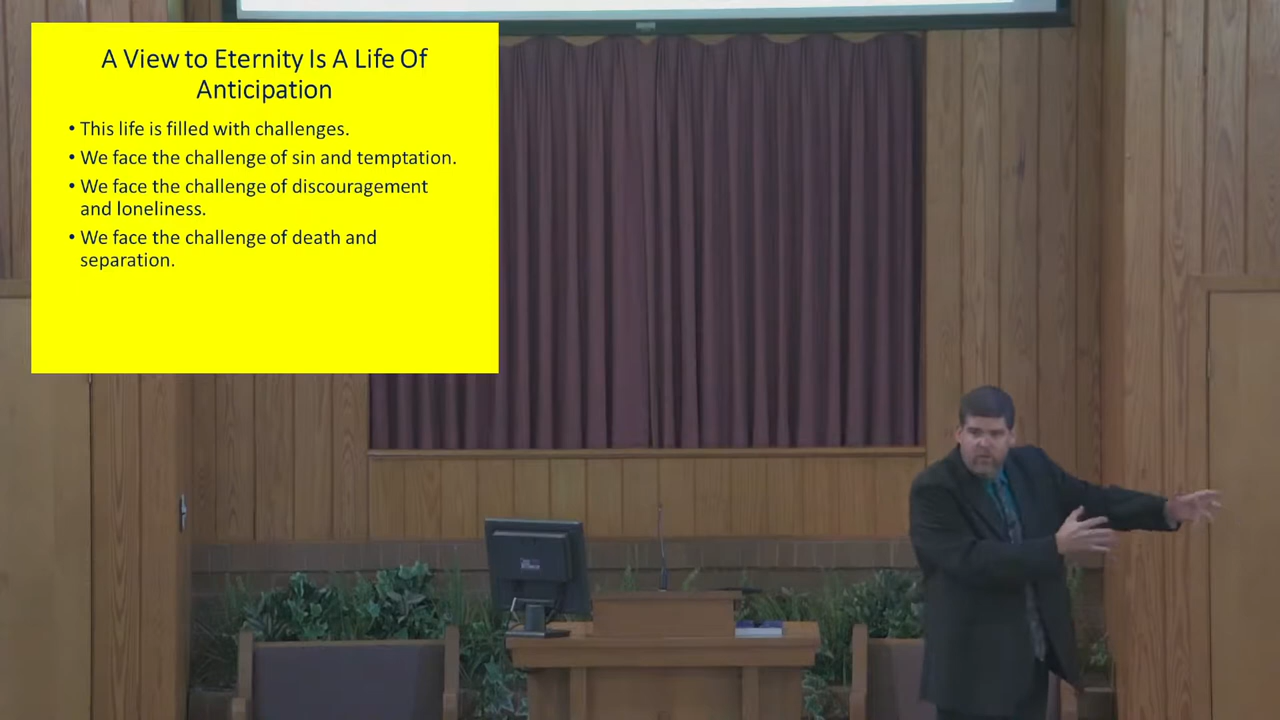 A View to Eternity Is A Life Of
Anticipation
• This life is filled with challenges.
• We face the challenge of sin and temptation.
• We face the challenge of discouragement
and loneliness.
• We face the challenge of death and
separation.